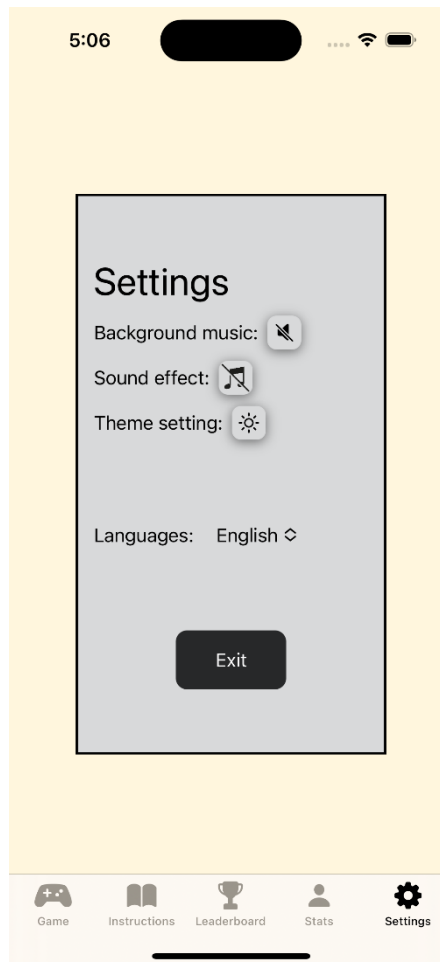 5:06
Settings
Background music:
Sound effect:
Theme setting:
Languages: English
Exit
Game Instructions Leaderboard Stats Settings